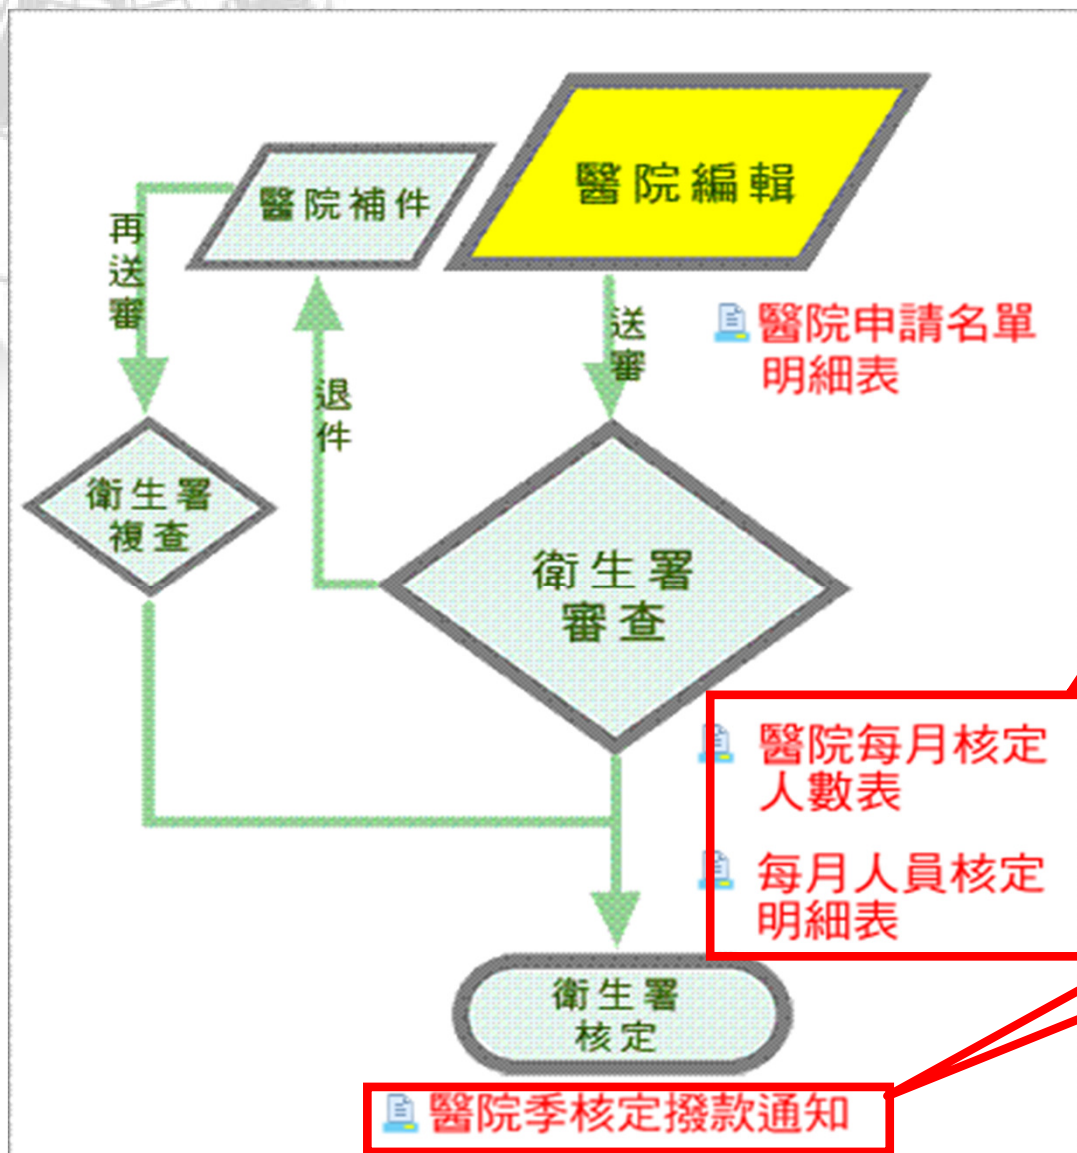 醫院編輯
醫院補件
再
送
審
送
審
醫院申請名單
明細表
退
件
衛生署
複查
衛生署
審查
醫院每月核定
人數表
每月人員核定
明細表
衛生署
核定
醫院季核定撥款通知